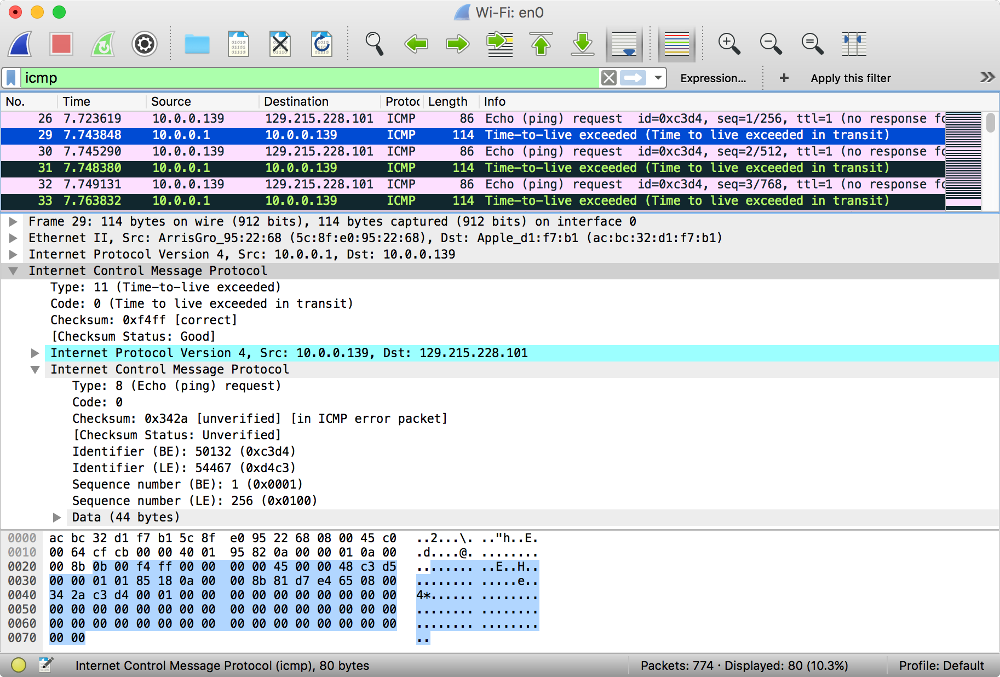 Wi-Fi: en0
icmp
Expression...
+
Apply this filter
No. Time Source Destination Protoc Length Info
26 7.723619 10.0.0.139 129.215.228.101 ICMP 86 Echo (ping) request id=0xc3d4, seq=1/256, ttl=1 (no response fo
29 7.743848 10.0.0.1 10.0.0.139 ICMP 114 Time-to-live exceeded (Time to live exceeded in transit)
30 7.745290 10.0.0.139 129.215.228.101 ICMP 86 Echo (ping) request id=0xc3d4, seq=2/512, ttl=1 (no response fo
31 7.748380 10.0.0.1 10.0.0.139 ICMP 114 Time-to-live exceeded (Time to live exceeded in transit)
32 7.749131 10.0.0.139 129.215.228.101 ICMP 86 Echo (ping) request id=0xc3d4, seq=3/768, ttl=1 (no response fo
33 7.763832 10.0.0.1 10.0.0.139 ICMP 114 Time-to-live exceeded (Time to live exceeded in transit)
Frame 29: 114 bytes on wire (912 bits), 114 bytes captured (912 bits) on interface 0
Ethernet II, Src: ArrisGro_95:22:68 (5c:8f:e0:95:22:68), Dst: Apple_d1:f7:b1 (ac:bc:32:d1:f7:b1)
Internet Protocol Version 4, Src: 10.0.0.1, Dst: 10.0.0.139
Internet Control Message Protocol
Type: 11 (Time-to-live exceeded)
Code: 0 (Time to live exceeded in transit)
Checksum: 0xf4ff [correct]
[Checksum Status: Good]
Internet Protocol Version 4, Src: 10.0.0.139, Dst: 129.215.228.101
Internet Control Message Protocol
Type: 8 (Echo (ping) request)
Code: 0
Checksum: 0x342a [unverified] [in ICMP error packet]
[Checksum Status: Unverified]
Identifier (BE): 50132 (0xc3d4)
Identifier (LE): 54467 (0xd4c3)
Sequence number (BE): 1 (0x0001)
Sequence number (LE): 256 (0x0100)
Data (44 bytes)
0000 ac bc 32 d1 f7 b1 5c 8f e0 95 22 68 08 00 45 c0 ..2...\. .."h..E.
0010 00 64 cf cb 00 00 40 01 95 82 0a 00 00 01 0a 00 .d....@. ........
0020 00 8b 0b 00 f4 ff 00 00 00 00 45 00 00 48 c3 d5 ........ ..E..H..
0030 00 00 01 01 85 18 0a 00 00 8b 81 d7 e4 65 08 00 ........ .....e..
0040 34 2a c3 d4 00 01 00 00 00 00 00 00 00 00 00 00 4*...... ........
0050 00 00 00 00 00 00 00 00 00 00 00 00 00 00 00 00 ........ ........
0060 00 00 00 00 00 00 00 00 00 00 00 00 00 00 00 00 ........ ........
0070 00 00 ..
Internet Control Message Protocol (icmp), 80 bytes
Packets: 774 · Displayed: 80 (10.3%)
Profile: Default